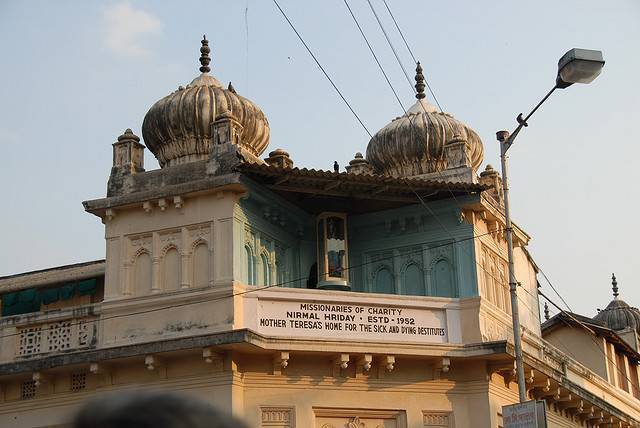 MISSIONARIES OF CHARITY
NIRMAL HRIDAY • ESTD • 1952
MOTHER TERESA'S HOME FOR THE SICK AND DYING DESTITUTES